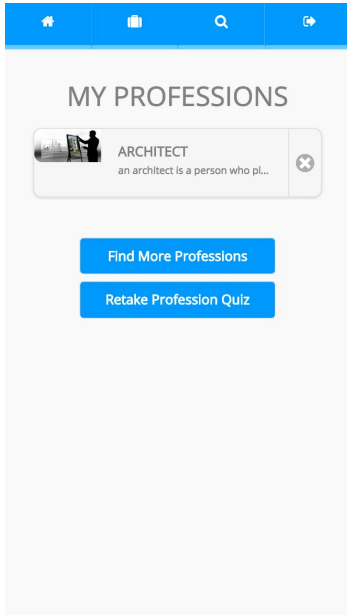 MY PROFESSIONS
ARCHITECT
an architect is a person who pl...
Find More Professions
Retake Profession Quiz